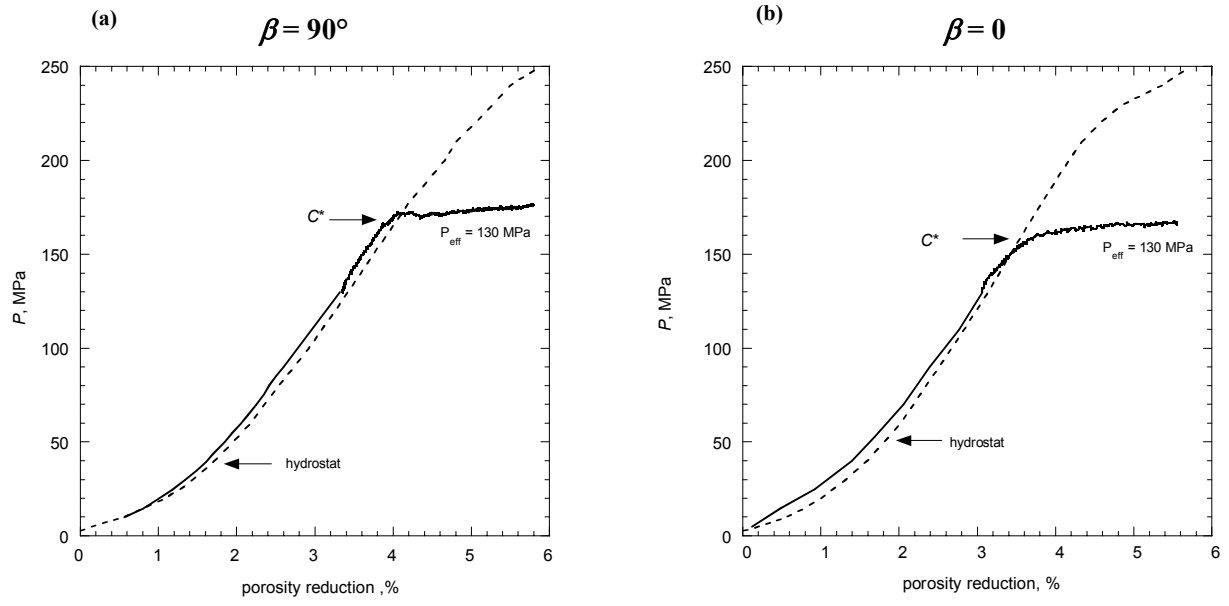 (a)
β = 90°
250
200
150
100
50
0
P, MPa
C*
P_eff = 130 MPa
hydrostat
0 1 2 3 4 5 6
porosity reduction ,%
(b)
β = 0
250
200
150
100
50
0
P, MPa
C*
P_eff = 130 MPa
hydrostat
0 1 2 3 4 5 6
porosity reduction, %